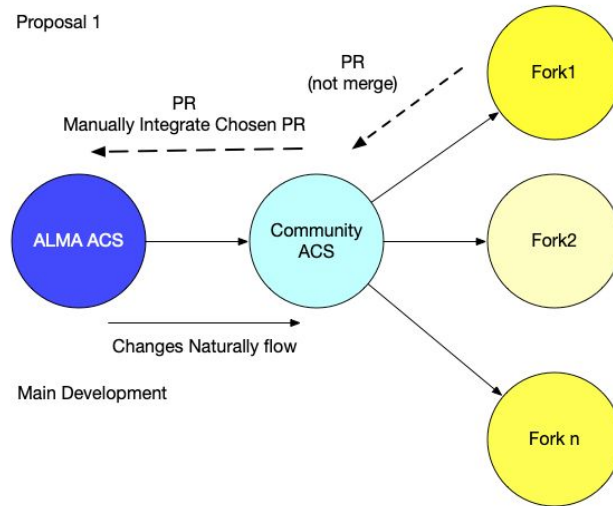 Proposal 1
PR
(not merge)
Fork1
PR
Manually Integrate Chosen PR
ALMA ACS
Community
ACS
Fork2
Changes Naturally flow
Main Development
Fork n